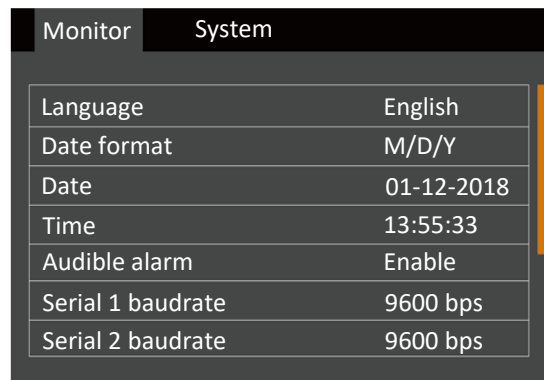 Monitor System
Language English
Date format M/D/Y
Date 01-12-2018
Time 13:55:33
Audible alarm Enable
Serial 1 baudrate 9600 bps
Serial 2 baudrate 9600 bps